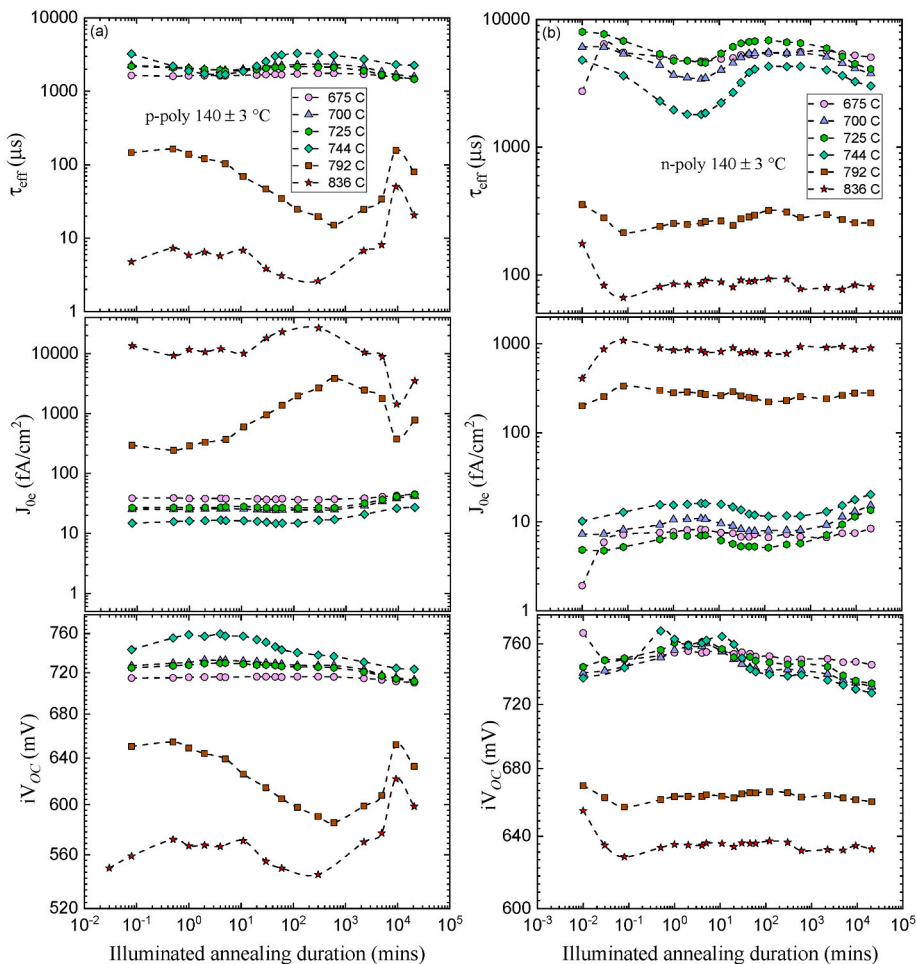 (a)
10000
1000
100
10
1
τeff (μs)
p-poly 140 ± 3 °C
675 C
700 C
725 C
744 C
792 C
836 C
10000
1000
100
10
1
J0e (fA/cm²)
760
720
680
640
600
560
520
iVOC (mV)
10⁻² 10⁻¹ 10⁰ 10¹ 10² 10³ 10⁴ 10⁵
Illuminated annealing duration (mins)
(b)
10000
1000
100
τeff (μs)
675 C
700 C
725 C
744 C
792 C
836 C
n-poly 140 ± 3 °C
1000
100
10
1
J0e (fA/cm²)
760
720
680
640
600
iVOC (mV)
10⁻³ 10⁻² 10⁻¹ 10⁰ 10¹ 10² 10³ 10⁴ 10⁵
Illuminated annealing duration (mins)